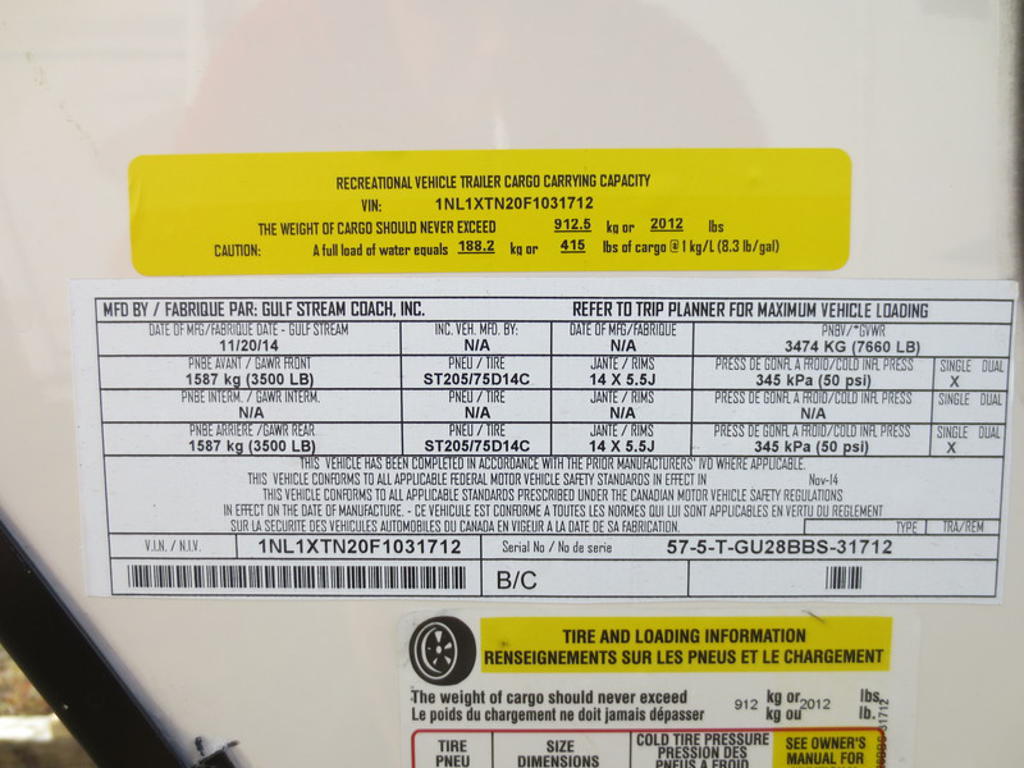 RECREATIONAL VEHICLE TRAILER CARGO CARRYING CAPACITY
VIN: 1NL1XTN20F1031712
THE WEIGHT OF CARGO SHOULD NEVER EXCEED 912.5 kg or 2012 lbs
CAUTION: A full load of water equals 188.2 kg or 415 lbs of cargo @ 1 kg/L (8.3 lb/gal)
MFD BY / FABRIQUE PAR: GULF STREAM COACH, INC. REFER TO TRIP PLANNER FOR MAXIMUM VEHICLE LOADING
DATE OF MFG/FABRIQUE DATE - GULF STREAM INC. VEH. MFD. BY: DATE OF MFG/FABRIQUE PNBV/*GVWR
11/20/14 N/A N/A 3474 KG (7660 LB)
PNBE AVANT / GAWR FRONT PNEU / TIRE JANTE / RIMS PRESS DE GONFL A FROID/COLD INFL PRESS SINGLE DUAL
1587 kg (3500 LB) ST205/75D14C 14 X 5.5J 345 kPa (50 psi) X
PNBE INTERM. / GAWR INTERM. PNEU / TIRE JANTE / RIMS PRESS DE GONFL A FROID/COLD INFL PRESS SINGLE DUAL
N/A N/A N/A N/A
PNBE ARRIERE /GAWR REAR PNEU / TIRE JANTE / RIMS PRESS DE GONFL A FROID/COLD INFL PRESS SINGLE DUAL
1587 kg (3500 LB) ST205/75D14C 14 X 5.5J 345 kPa (50 psi) X
THIS VEHICLE HAS BEEN COMPLETED IN ACCORDANCE WITH THE PRIOR MANUFACTURERS' IVD WHERE APPLICABLE.
THIS VEHICLE CONFORMS TO ALL APPLICABLE FEDERAL MOTOR VEHICLE SAFETY STANDARDS IN EFFECT IN Nov-14
THIS VEHICLE CONFORMS TO ALL APPLICABLE STANDARDS PRESCRIBED UNDER THE CANADIAN MOTOR VEHICLE SAFETY REGULATIONS
IN EFFECT ON THE DATE OF MANUFACTURE. - CE VEHICULE EST CONFORME A TOUTES LES NORMES QUI LUI SONT APPLICABLES EN VERTU DU REGLEMENT
SUR LA SECURITE DES VEHICULES AUTOMOBILES DU CANADA EN VIGEUR A LA DATE DE SA FABRICATION. TYPE TRA/REM
V.I.N. / N.I.V. 1NL1XTN20F1031712 Serial No / No de serie 57-5-T-GU28BBS-31712
B/C
TIRE AND LOADING INFORMATION
RENSEIGNEMENTS SUR LES PNEUS ET LE CHARGEMENT
The weight of cargo should never exceed 912 kg or 2012 lbs.
Le poids du chargement ne doit jamais dépasser kg ou lb.
TIRE SIZE COLD TIRE PRESSURE SEE OWNER'S
PNEU DIMENSIONS PRESSION DES MANUAL FOR
PNEUS A FROID